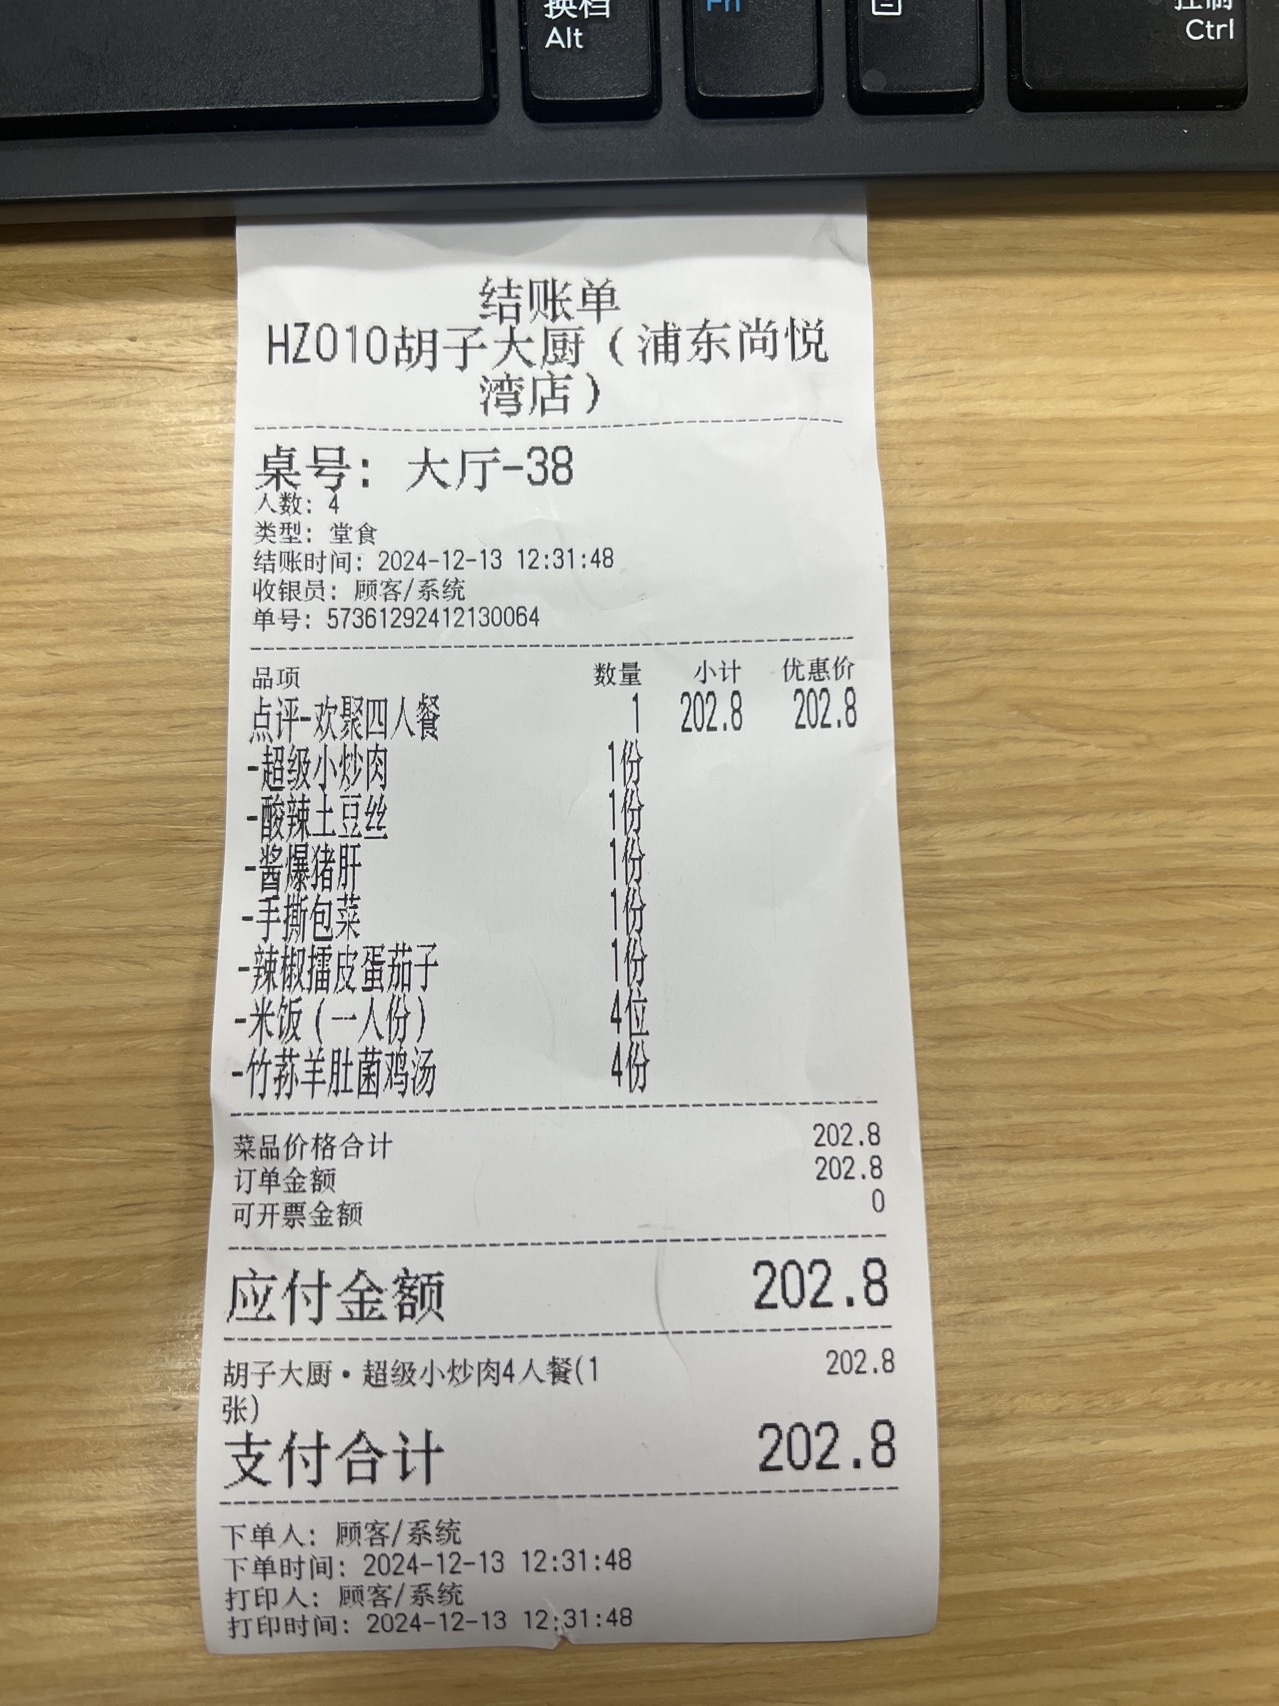 换档
Alt
Fn
Ctrl
结账单
HZ010胡子大厨（浦东尚悦
湾店）
桌号：大厅-38
人数：4
类型：堂食
结账时间：2024-12-13 12:31:48
收银员：顾客/系统
单号：57361292412130064
品项 数量 小计 优惠价
点评-欢聚四人餐 1 202.8 202.8
-超级小炒肉 1份
-酸辣土豆丝 1份
-酱爆猪肝 1份
-手撕包菜 1份
-辣椒擂皮蛋茄子 1份
-米饭（一人份） 4位
-竹荪羊肚菌鸡汤 4份
菜品价格合计 202.8
订单金额 202.8
可开票金额 0
应付金额 202.8
胡子大厨·超级小炒肉4人餐(1 202.8
张)
支付合计 202.8
下单人：顾客/系统
下单时间：2024-12-13 12:31:48
打印人：顾客/系统
打印时间：2024-12-13 12:31:48